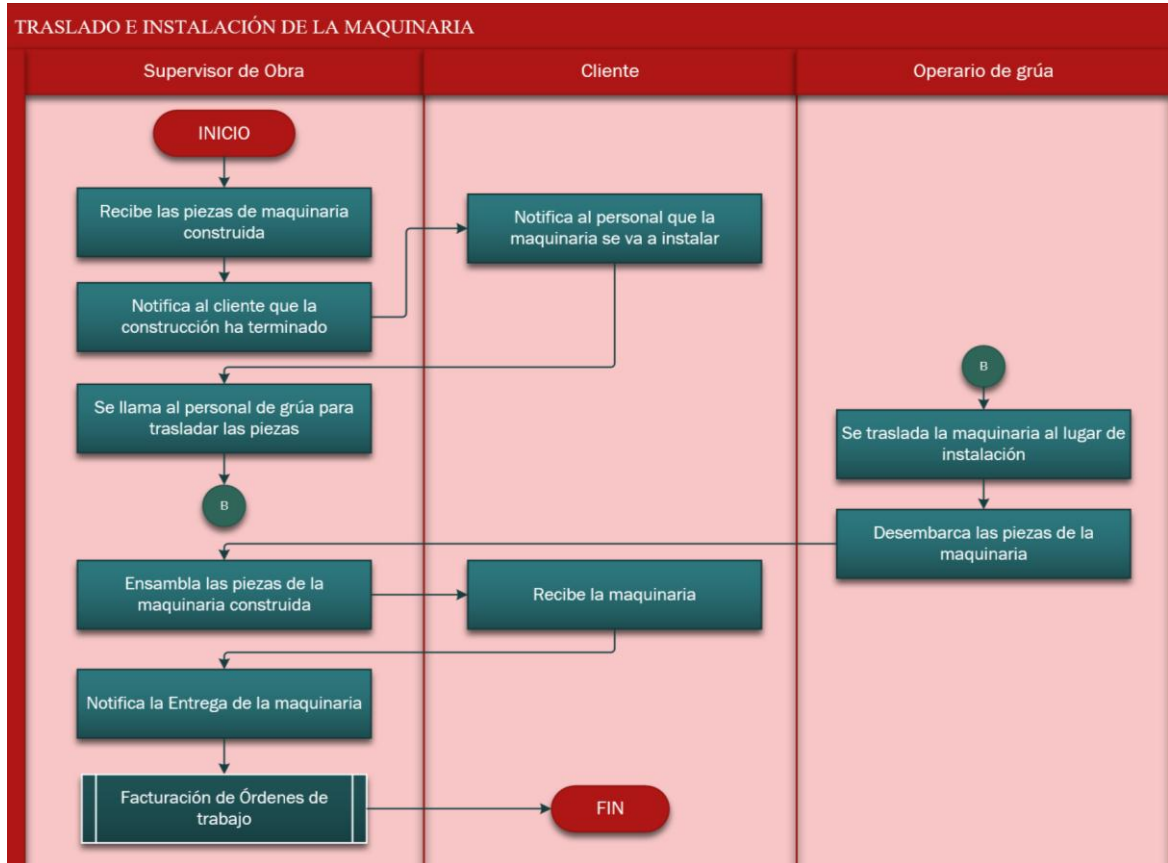 TRASLADO E INSTALACIÓN DE LA MAQUINARIA
Supervisor de Obra
Cliente
Operario de grúa
INICIO
Recibe las piezas de maquinaria
construida
Notifica al personal que la
maquinaria se va a instalar
Notifica al cliente que la
construcción ha terminado
B
Se llama al personal de grúa para
trasladar las piezas
Se traslada la maquinaria al lugar de
instalación
B
Desembarca las piezas de la
maquinaria
Ensambla las piezas de la
maquinaria construida
Recibe la maquinaria
Notifica la Entrega de la maquinaria
Facturación de Órdenes de
trabajo
FIN